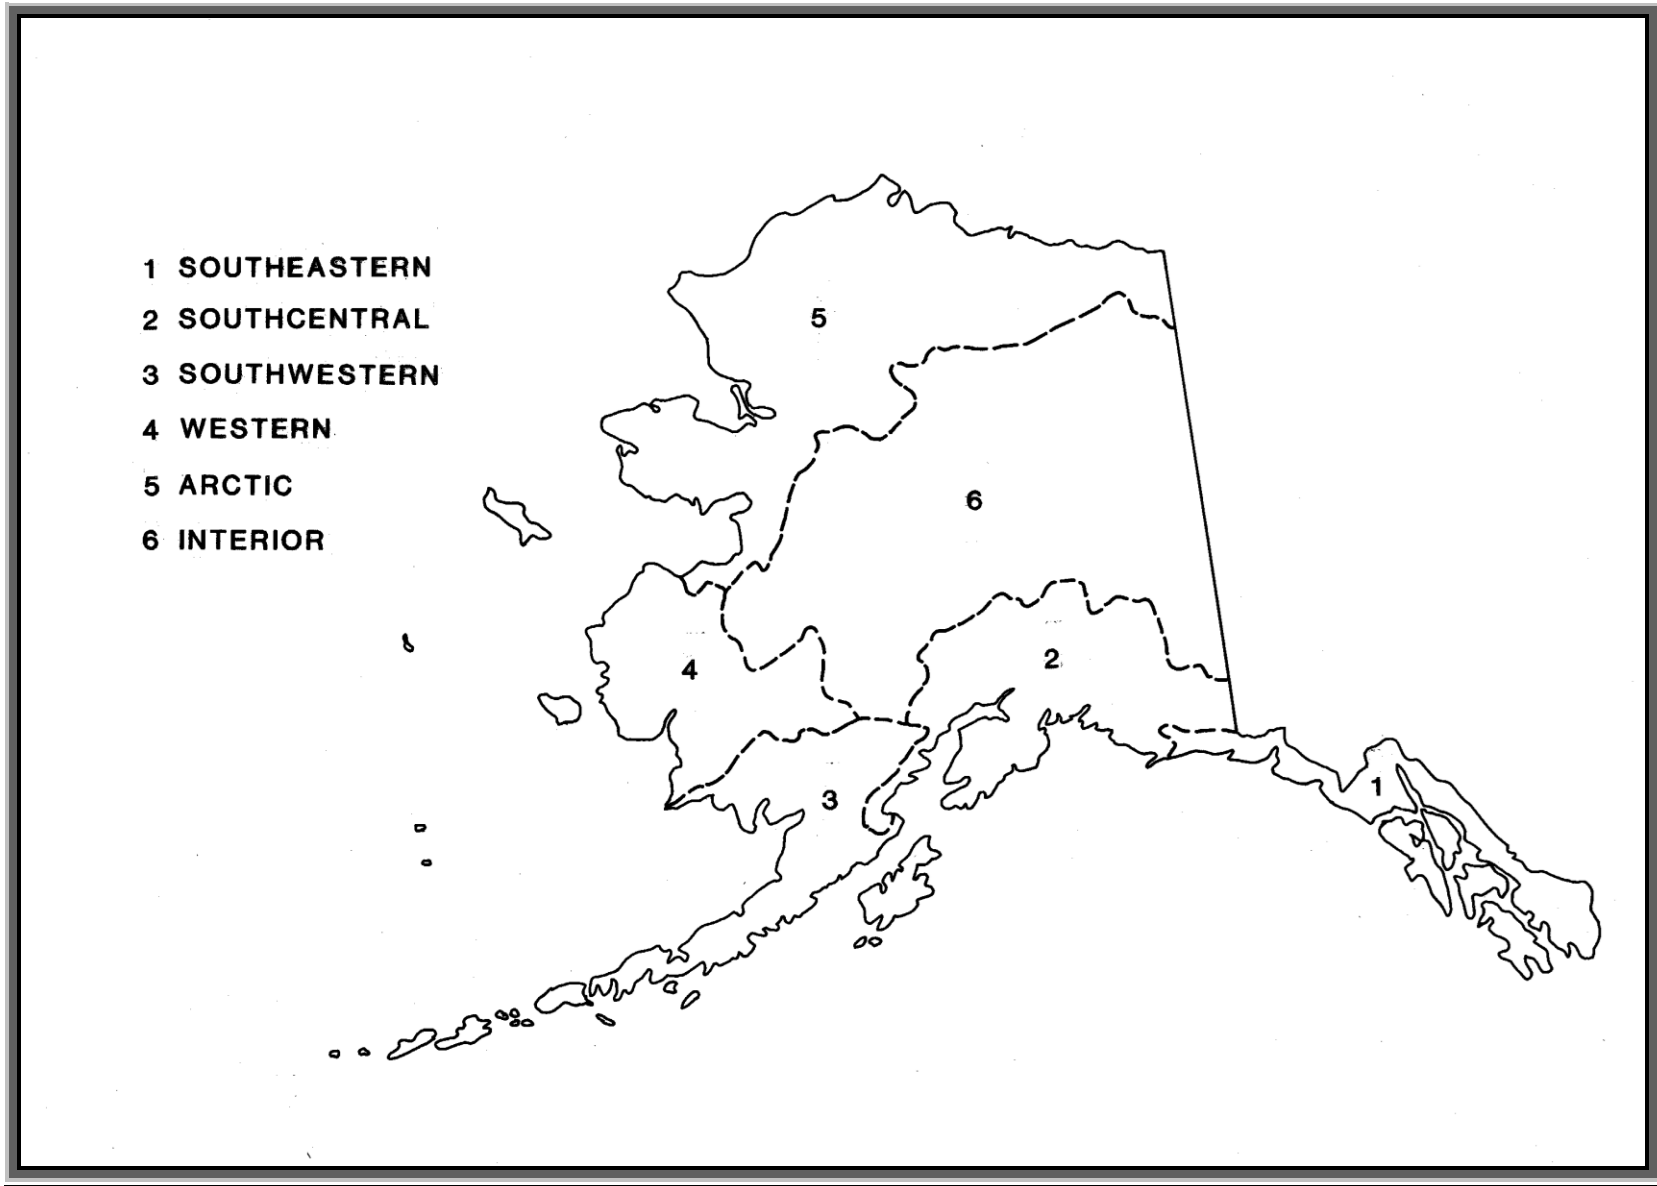 1 SOUTHEASTERN
2 SOUTHCENTRAL
3 SOUTHWESTERN
4 WESTERN
5 ARCTIC
6 INTERIOR
5
6
2
4
1
3